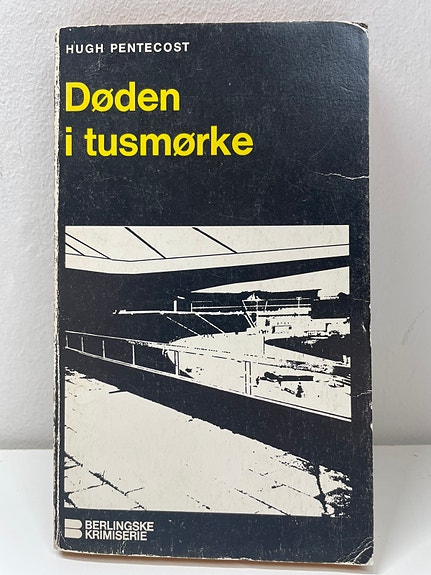 HUGH PENTECOST
Døden
i tusmørke
BERLINGSKE
KRIMISERIE